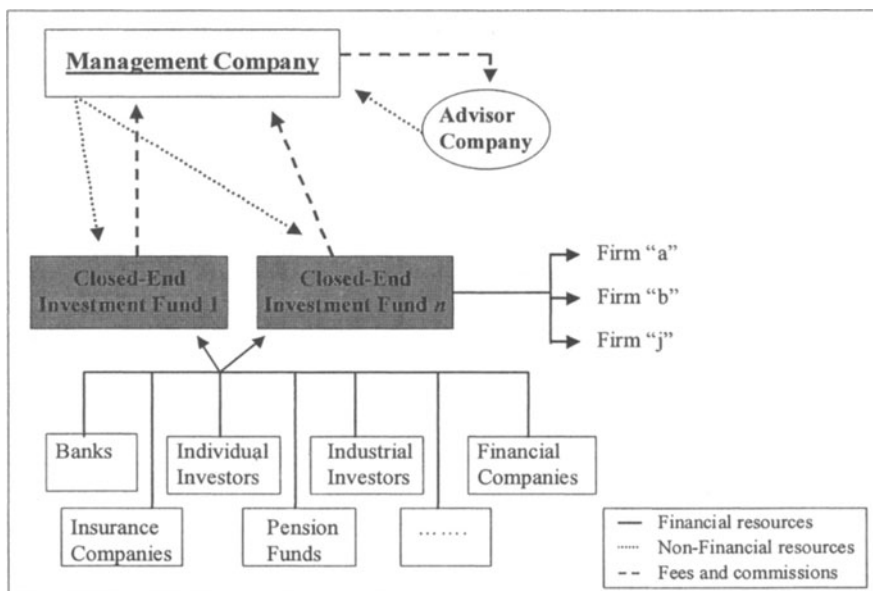 Management Company
Advisor
Company
Closed-End
Investment Fund 1
Closed-End
Investment Fund n
Firm “a”
Firm “b”
Firm “j”
Banks
Individual
Investors
Industrial
Investors
Financial
Companies
Insurance
Companies
Pension
Funds
…….
Financial resources
Non-Financial resources
Fees and commissions